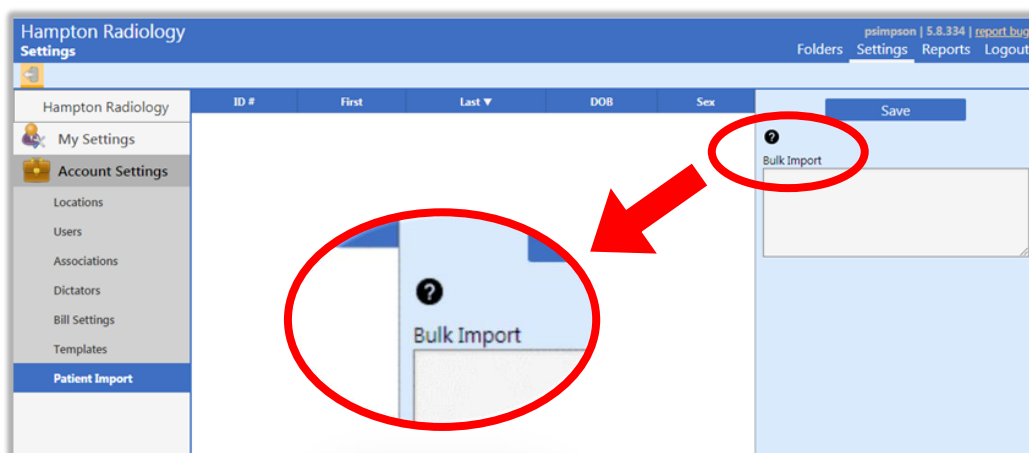 Hampton Radiology
psimpson | 5.8.334 | report bug
Settings
Folders Settings Reports Logout
Hampton Radiology
ID # First Last ▼ DOB Sex
Save
My Settings
?
Bulk Import
Account Settings
Locations
Users
Associations
Dictators
Bill Settings
Templates
Patient Import
?
Bulk Import